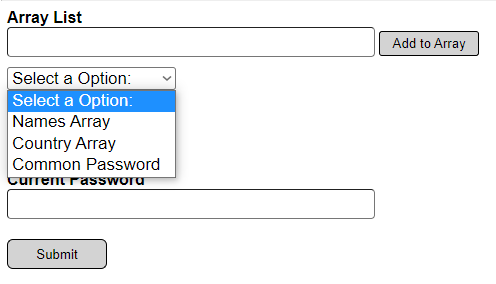 Array List
Add to Array
Select a Option:
Select a Option:
Names Array
Country Array
Common Password
Current Password
Submit